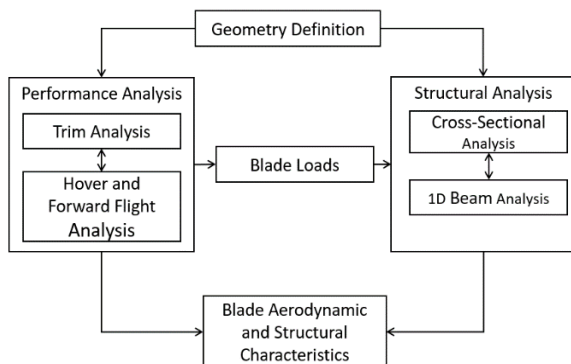 Geometry Definition
Performance Analysis
Trim Analysis
Hover and
Forward Flight
Analysis
Blade Loads
Structural Analysis
Cross-Sectional
Analysis
1D Beam Analysis
Blade Aerodynamic
and Structural
Characteristics